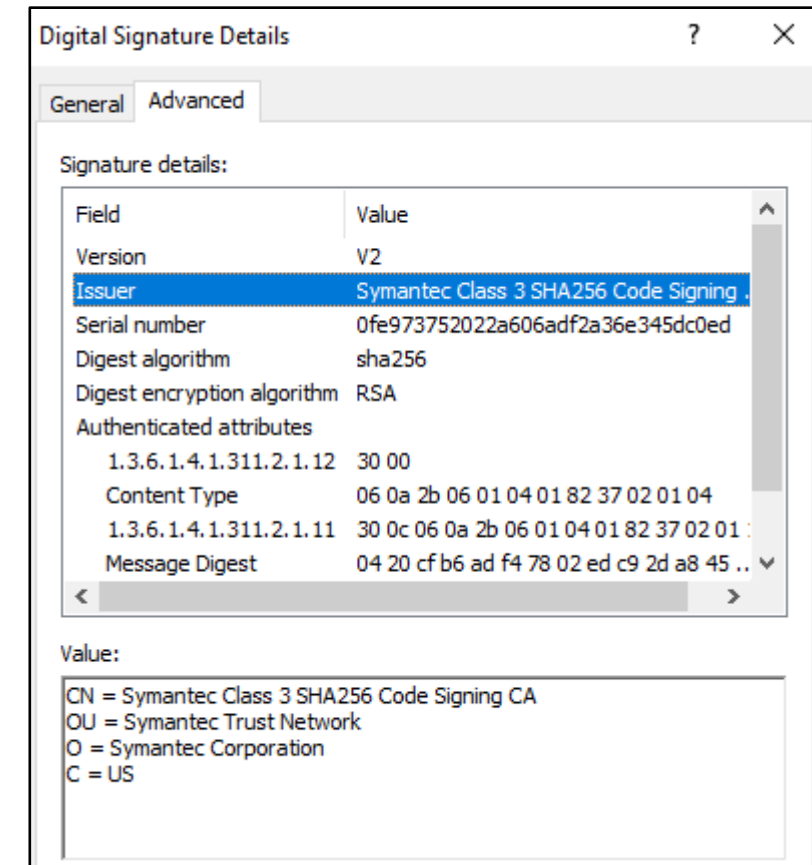 Digital Signature Details ? ×
General Advanced
Signature details:
Field Value
Version V2
Issuer Symantec Class 3 SHA256 Code Signing .
Serial number 0fe973752022a606adf2a36e345dc0ed
Digest algorithm sha256
Digest encryption algorithm RSA
Authenticated attributes
1.3.6.1.4.1.311.2.1.12 30 00
Content Type 06 0a 2b 06 01 04 01 82 37 02 01 04
1.3.6.1.4.1.311.2.1.11 30 0c 06 0a 2b 06 01 04 01 82 37 02 01
Message Digest 04 20 cf b6 ad f4 78 02 ed c9 2d a8 45 ..
Value:
CN = Symantec Class 3 SHA256 Code Signing CA
OU = Symantec Trust Network
O = Symantec Corporation
C = US